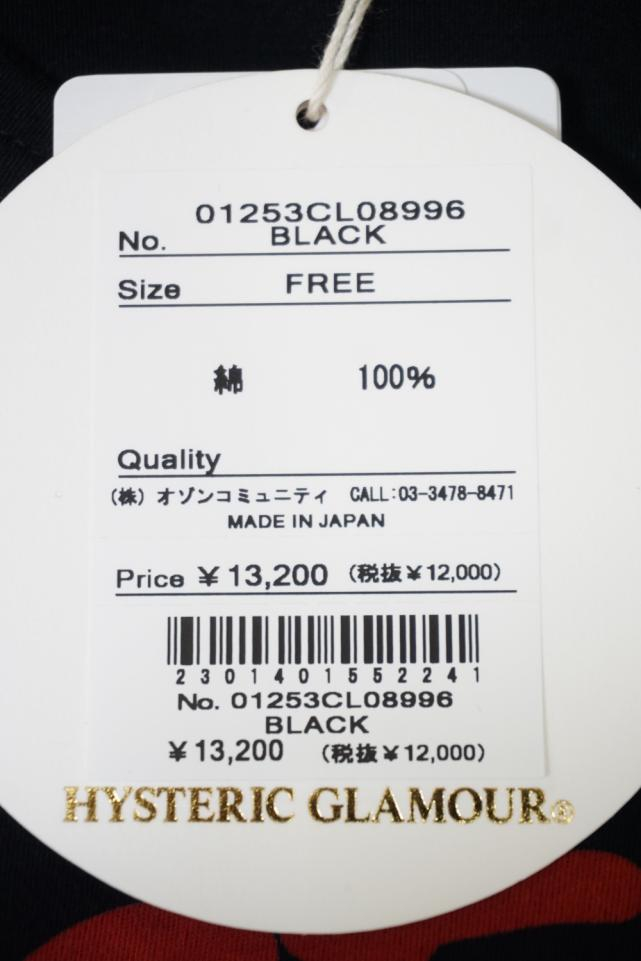 01253CL08996
No. BLACK
Size FREE
綿 100%
Quality
(株) オゾンコミュニティ CALL:03-3478-8471
MADE IN JAPAN
Price ¥13,200 (税抜¥12,000)
2301401552241
No. 01253CL08996
BLACK
¥13,200 (税抜¥12,000)
HYSTERIC GLAMOUR®